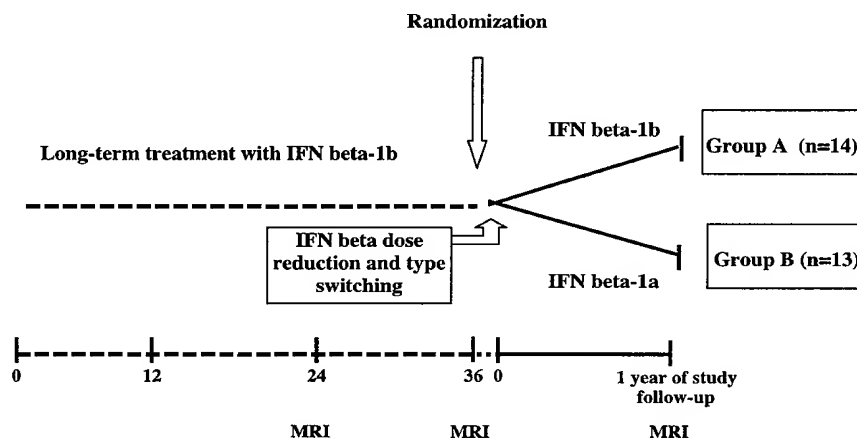 Randomization
IFN beta-1b
Group A (n=14)
Long-term treatment with IFN beta-1b
IFN beta dose
reduction and type
switching
Group B (n=13)
IFN beta-1a
0
12
24
36
0
1 year of study
follow-up
MRI
MRI
MRI